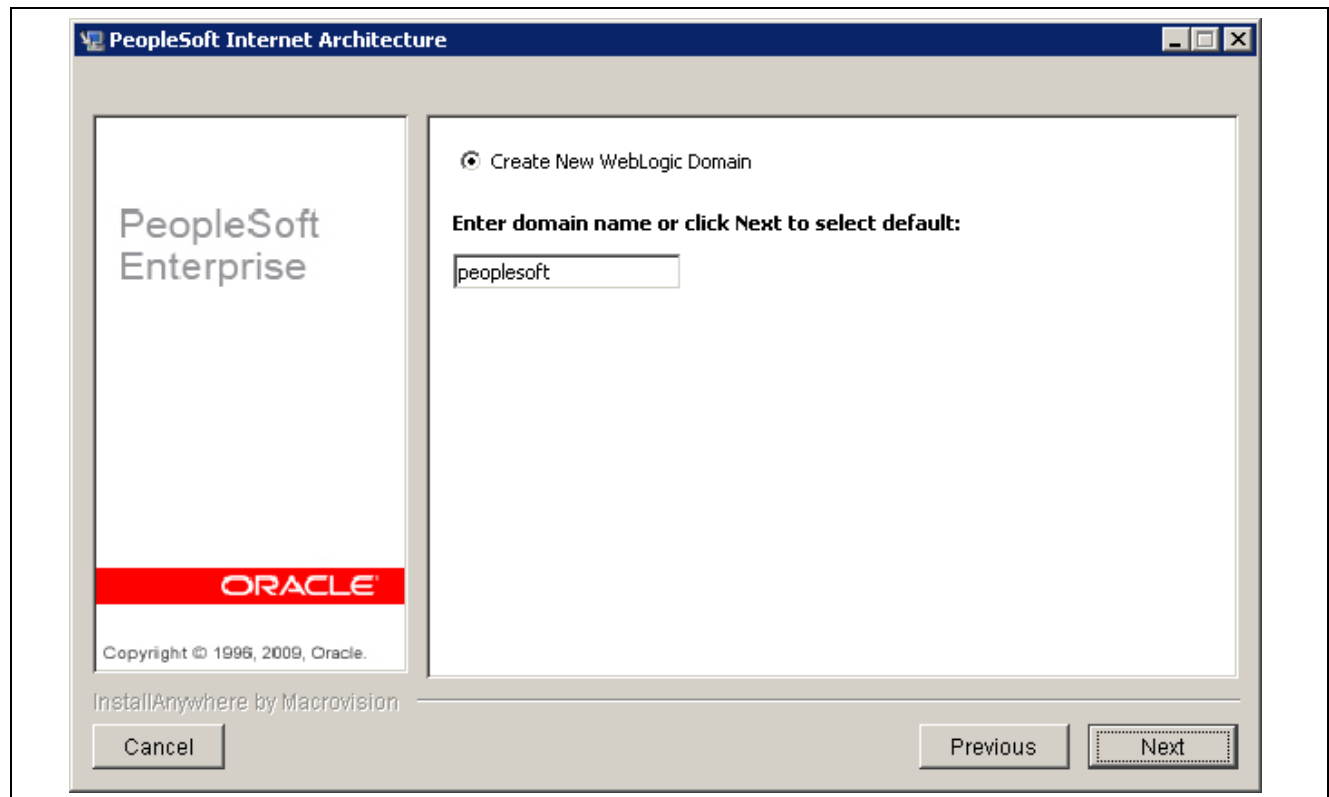 PeopleSoft Internet Architecture
PeopleSoft
Enterprise
ORACLE
Copyright © 1996, 2009, Oracle.
Create New WebLogic Domain
Enter domain name or click Next to select default:
peoplesoft
InstallAnywhere by Macrovision
Cancel
Previous
Next